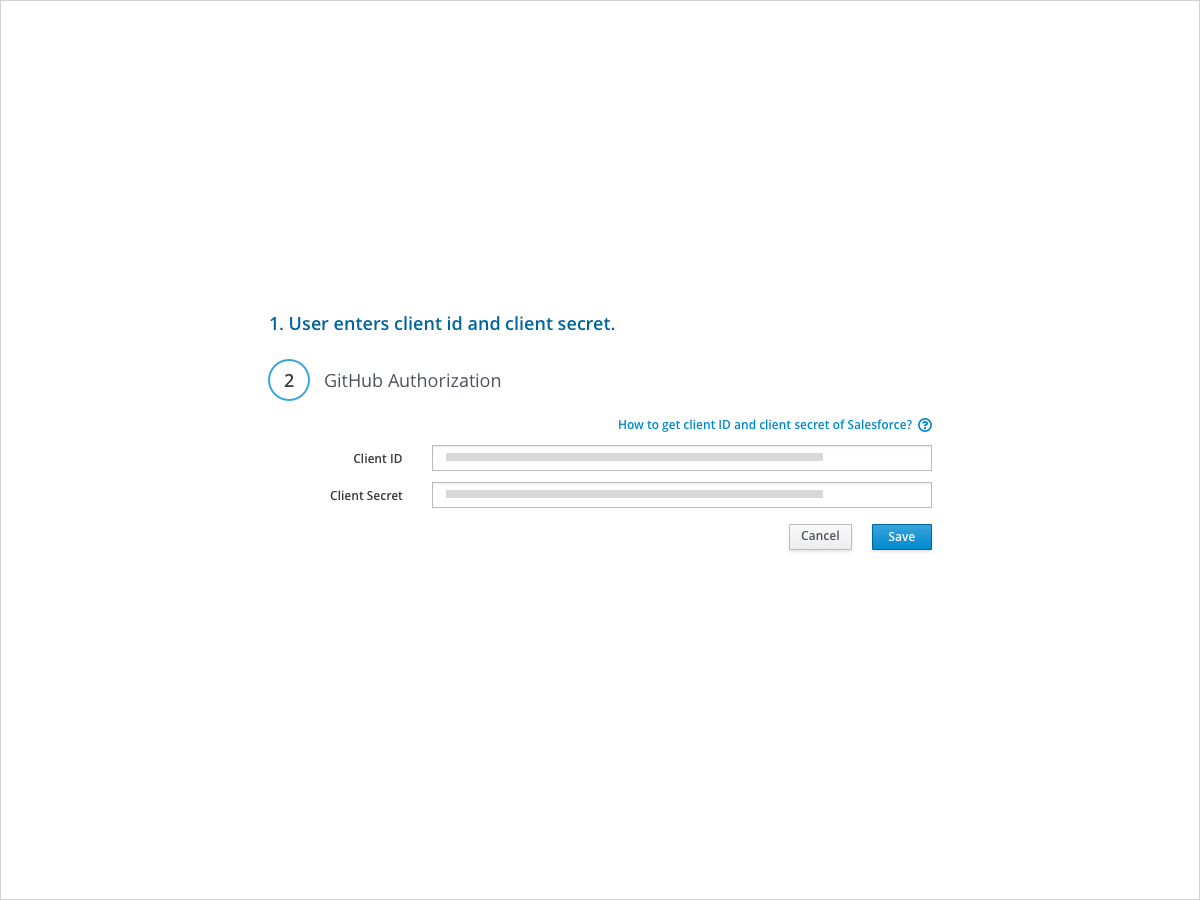 1. User enters client id and client secret.
2 GitHub Authorization
How to get client ID and client secret of Salesforce? ?
Client ID
Client Secret
Cancel Save